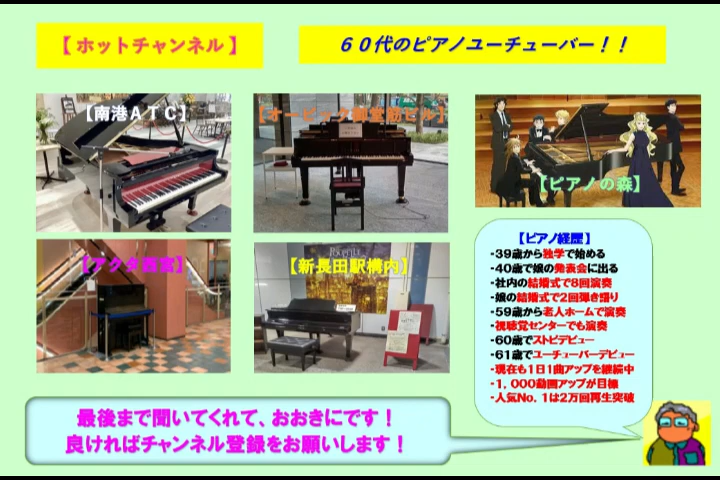 【ホットチャンネル】
６０代のピアノユーチューバー！！
【南港ＡＴＣ】
【オービック御堂筋ビル】
【ピアノの森】
【アクタ西宮】
【新長田駅構内】
【ピアノ経歴】
・39歳から独学で始める
・40歳で娘の発表会に出る
・社内の結婚式で8回演奏
・娘の結婚式で2回弾き語り
・59歳から老人ホームで演奏
・視聴覚センターでも演奏
・60歳でストピデビュー
・61歳でユーチューバーデビュー
・現在も1日1曲アップを継続中
・1，000動画アップが目標
・人気No．1は2万回再生突破
最後まで聞いてくれて、おおきにです！
良ければチャンネル登録をお願いします！